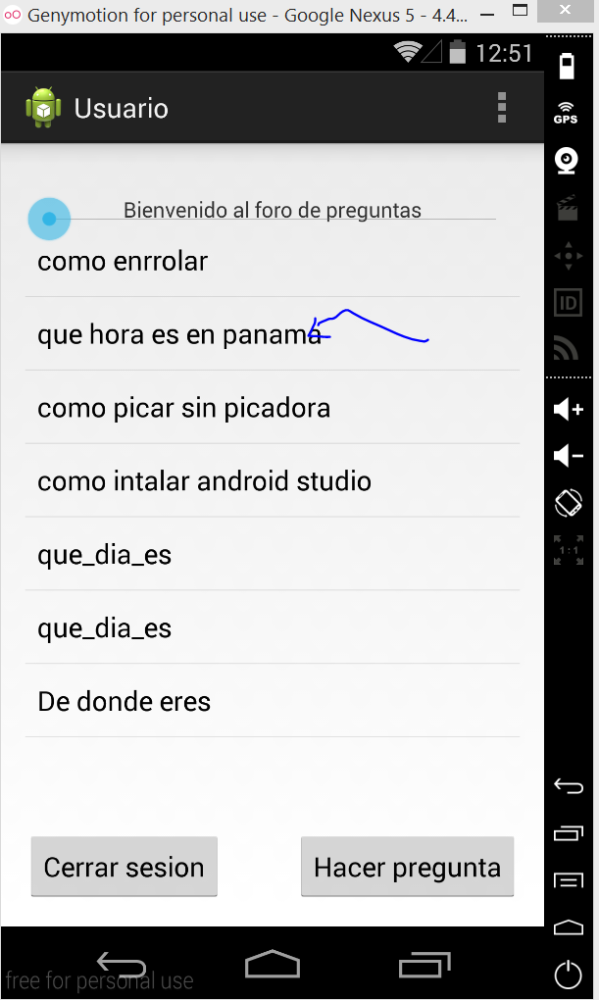 Genymotion for personal use - Google Nexus 5 - 4.4...
12:51
Usuario
GPS
Bienvenido al foro de preguntas
como enrrolar
que hora es en panama
como picar sin picadora
como intalar android studio
que_dia_es
que_dia_es
De donde eres
ID
1:1
Cerrar sesion
Hacer pregunta
free for personal use